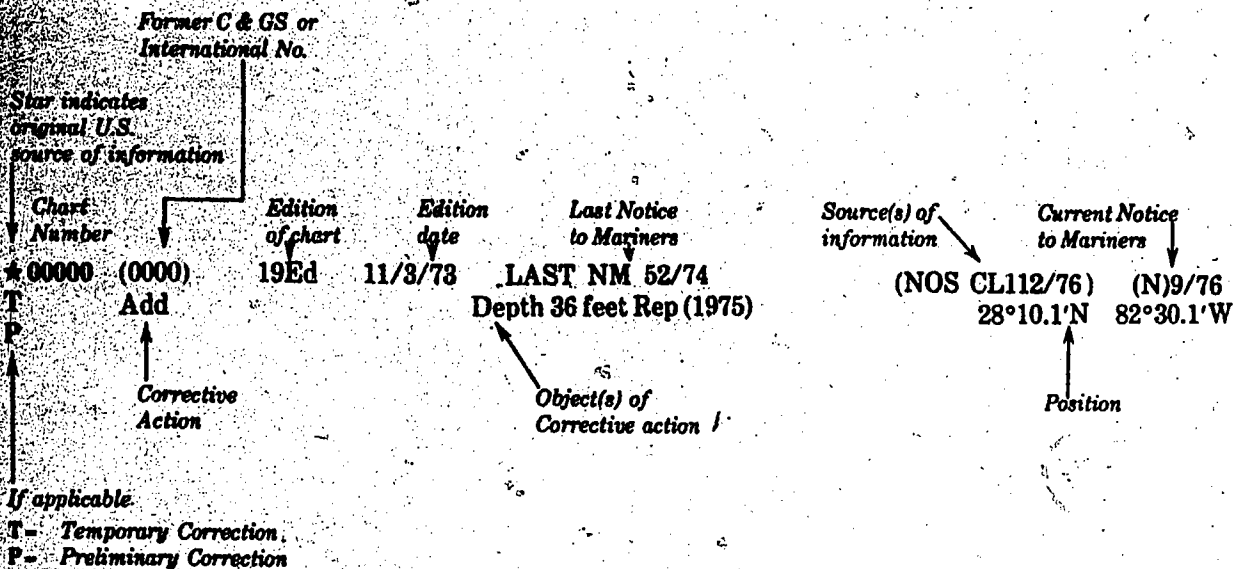 Former C & GS or
International No.
Star indicates
original U.S.
source of information
Chart
Number
Edition
of chart
Edition
date
Last Notice
to Mariners
Source(s) of
information
Current Notice
to Mariners
★ 00000 (0000) 19Ed 11/3/73 LAST NM 52/74 (NOS CL112/76) (N)9/76
T Add Depth 36 feet Rep (1975) 28°10.1'N 82°30.1'W
P
Corrective
Action
Object(s) of
Corrective action
Position
If applicable
T= Temporary Correction
P= Preliminary Correction